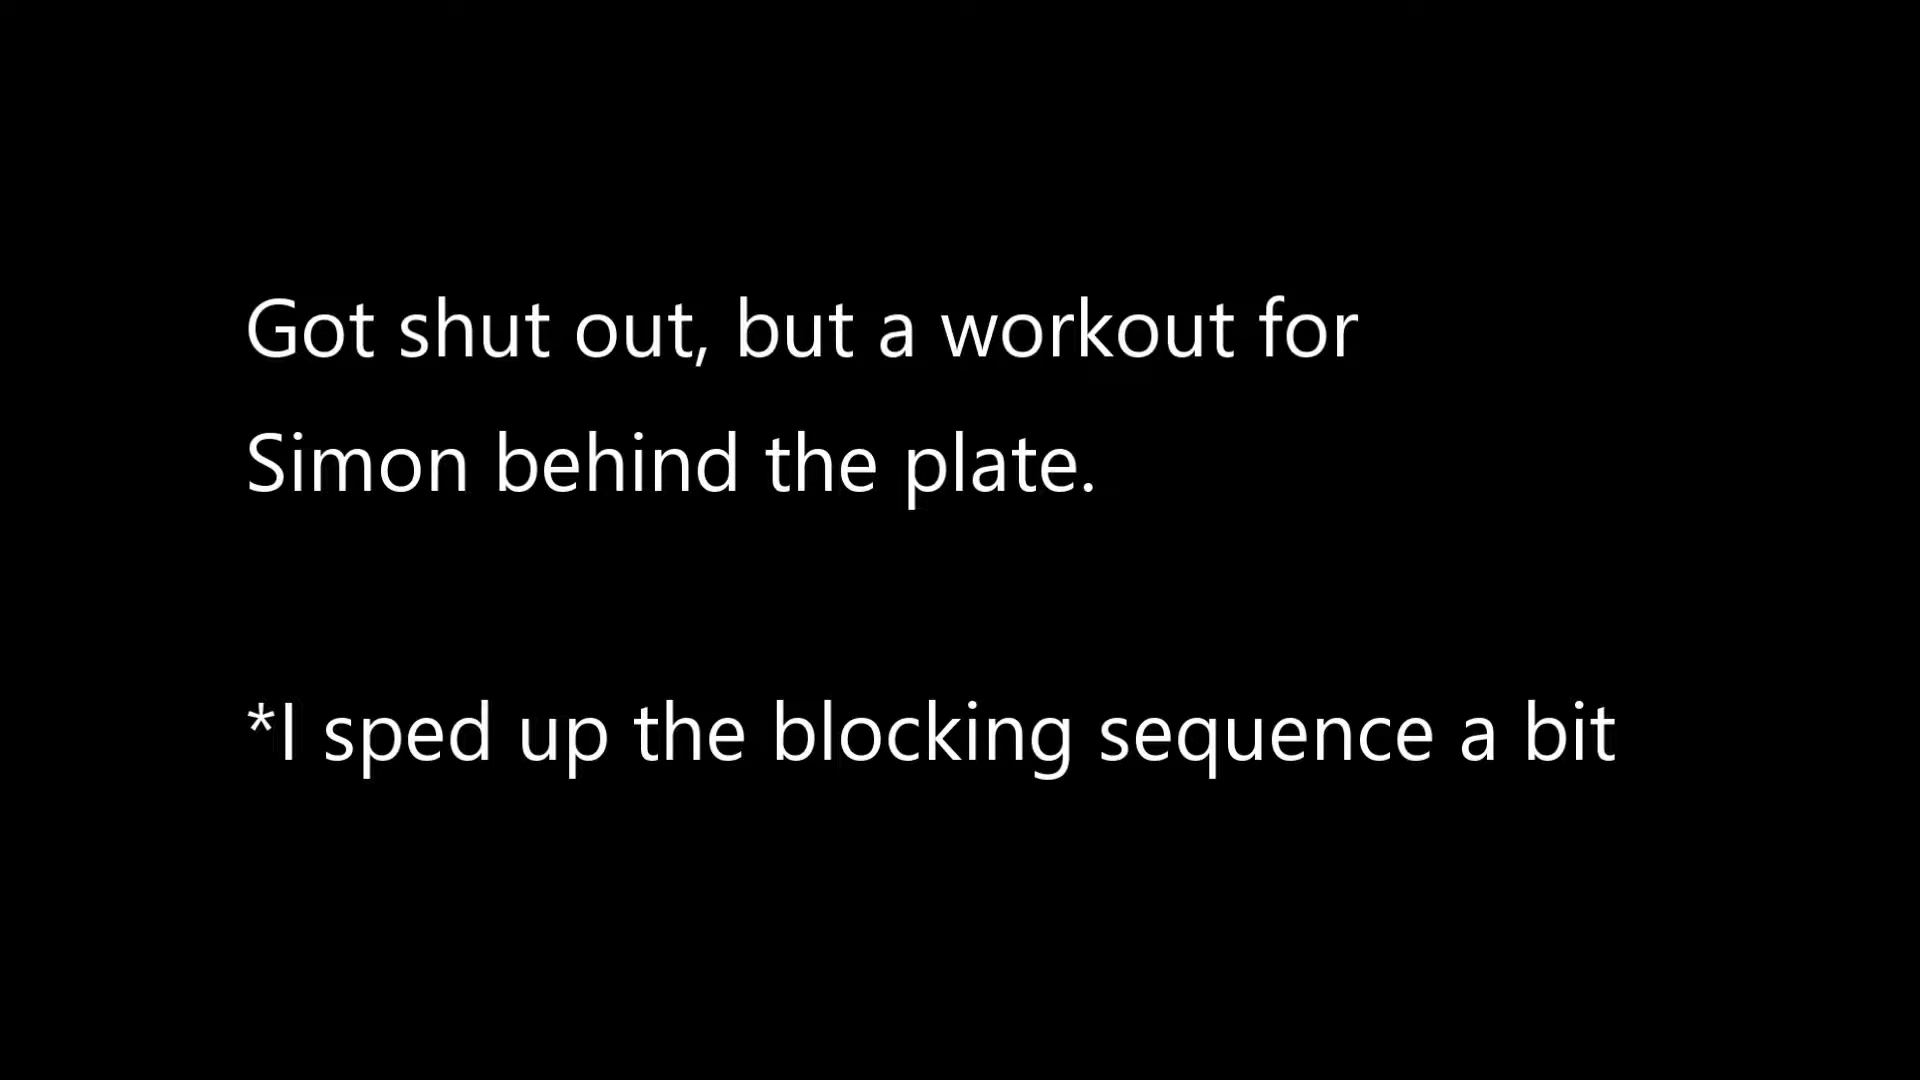 Got shut out, but a workout for
Simon behind the plate.
*I sped up the blocking sequence a bit